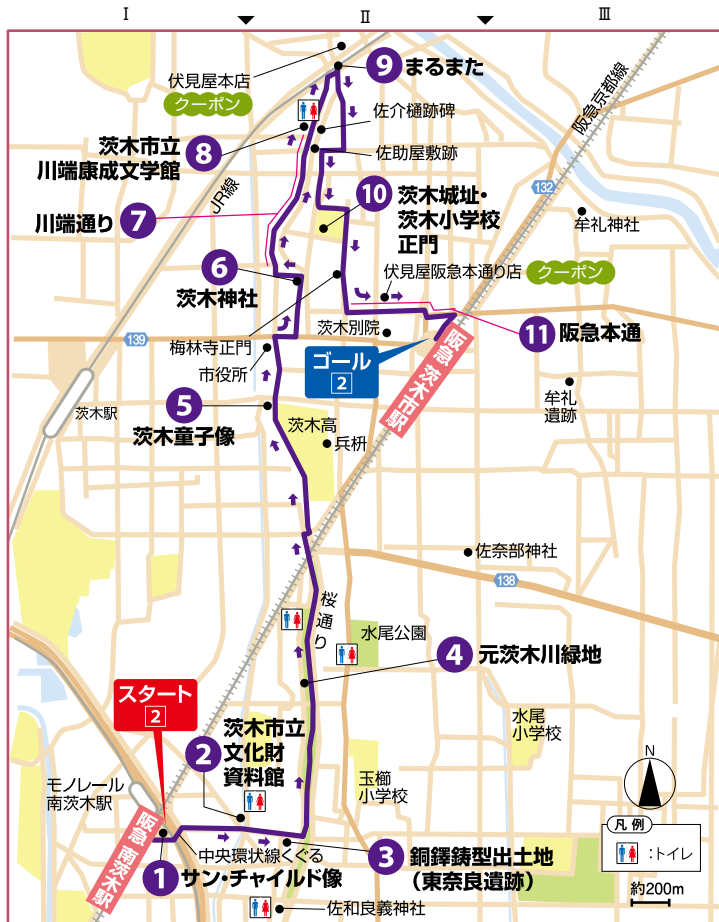 Ⅰ
Ⅱ
Ⅲ
伏見屋本店
クーポン
9 まるまた
阪急京都線
佐介樋跡碑
茨木市立
川端康成文学館
8
佐助屋敷跡
132
JR線
川端通り 7
10 茨木城址・
茨木小学校
正門
牟礼神社
6
茨木神社
伏見屋阪急本通り店
クーポン
139
梅林寺正門
茨木別院
11 阪急本通
市役所
ゴール
2
阪急 茨木市駅
茨木駅
5
茨木童子像
茨木高
兵枡
牟礼
遺跡
佐奈部神社
138
桜通り
水尾公園
4 元茨木川緑地
スタート
2
2
茨木市立
文化財
資料館
水尾
小学校
N
モノレール
南茨木駅
玉櫛
小学校
凡例
:トイレ
阪急 南茨木駅
中央環状線くぐる
1 サン・チャイルド像
3 銅鐸鋳型出土地
（東奈良遺跡）
約200m
佐和良義神社